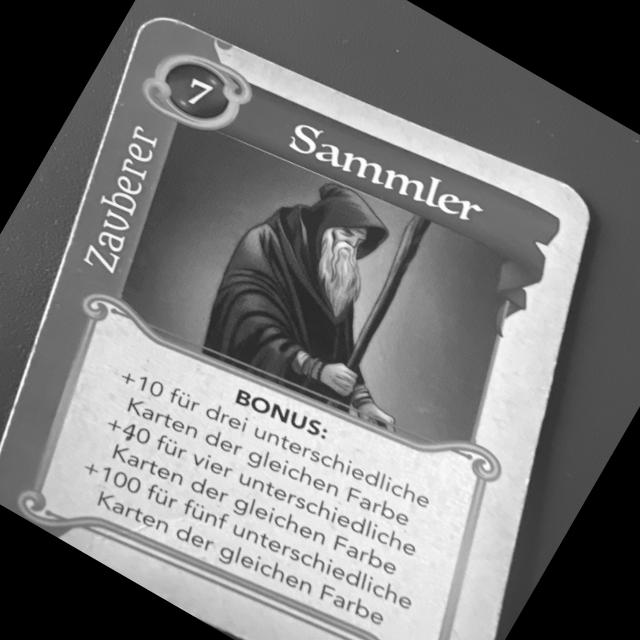 7
Sammler
Zauberer
BONUS:
+10 für drei unterschiedliche
Karten der gleichen Farbe
+40 für vier unterschiedliche
Karten der gleichen Farbe
+100 für fünf unterschiedliche
Karten der gleichen Farbe